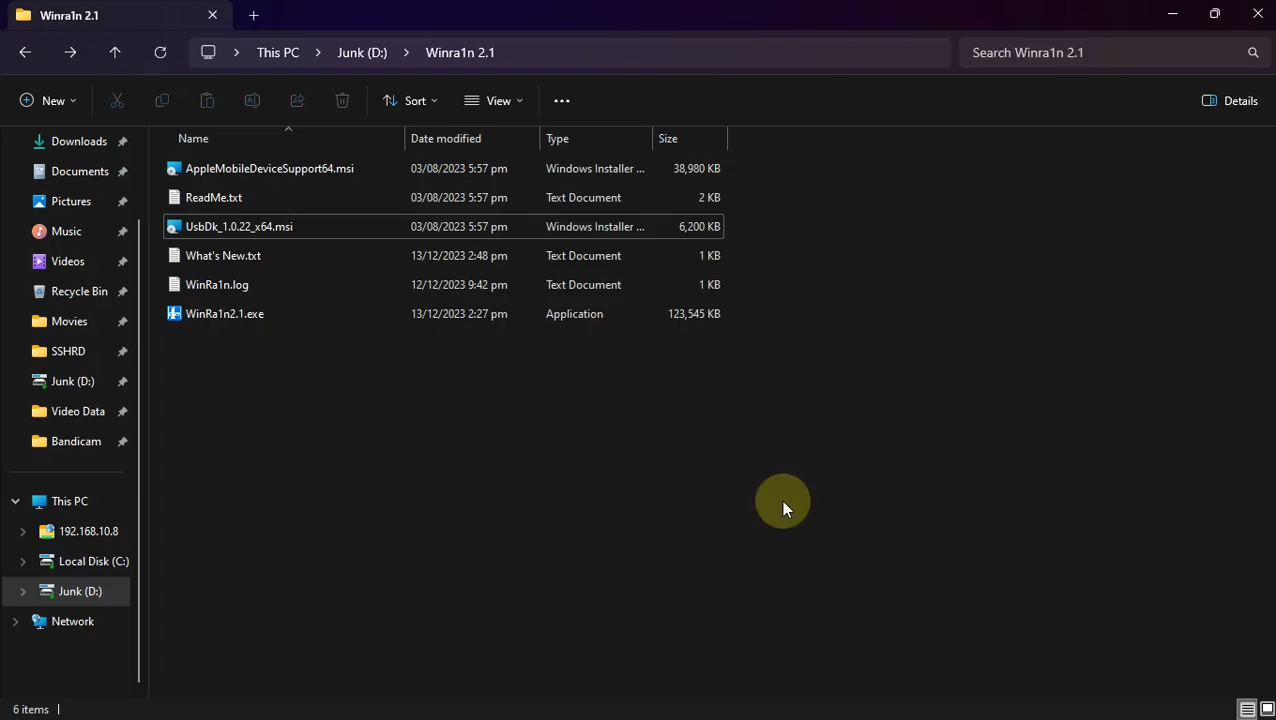 Winra1n 2.1
This PC Junk (D:) Winra1n 2.1 Search Winra1n 2.1
New Sort View Details
Name Date modified Type Size
AppleMobileDeviceSupport64.msi 03/08/2023 5:57 pm Windows Installer ... 38,980 KB
ReadMe.txt 03/08/2023 5:57 pm Text Document 2 KB
UsbDk_1.0.22_x64.msi 03/08/2023 5:57 pm Windows Installer ... 6,200 KB
What's New.txt 13/12/2023 2:48 pm Text Document 1 KB
WinRa1n.log 12/12/2023 9:42 pm Text Document 1 KB
WinRa1n2.1.exe 13/12/2023 2:27 pm Application 123,545 KB
Downloads
Documents
Pictures
Music
Videos
Recycle Bin
Movies
SSHRD
Junk (D:)
Video Data
Bandicam
This PC
192.168.10.8
Local Disk (C:)
Junk (D:)
Network
6 items